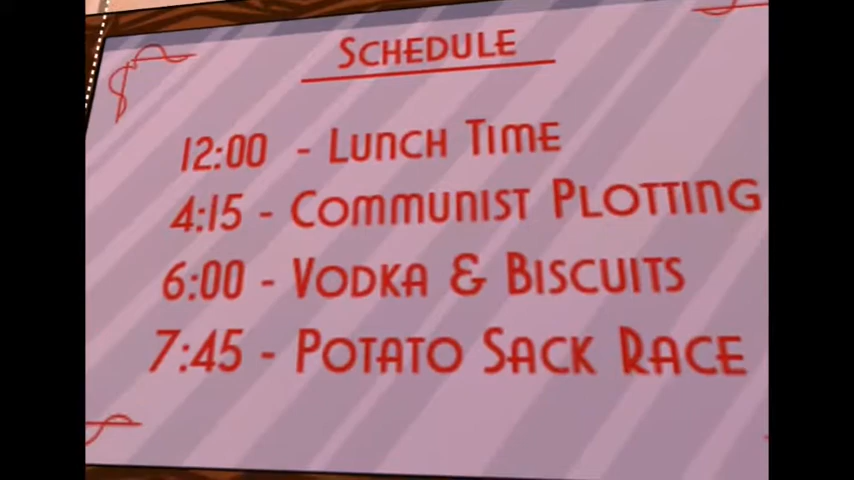 SCHEDULE
12:00 - LUNCH TIME
4:15 - COMMUNIST PLOTTING
6:00 - VODKA & BISCUITS
7:45 - POTATO SACK RACE